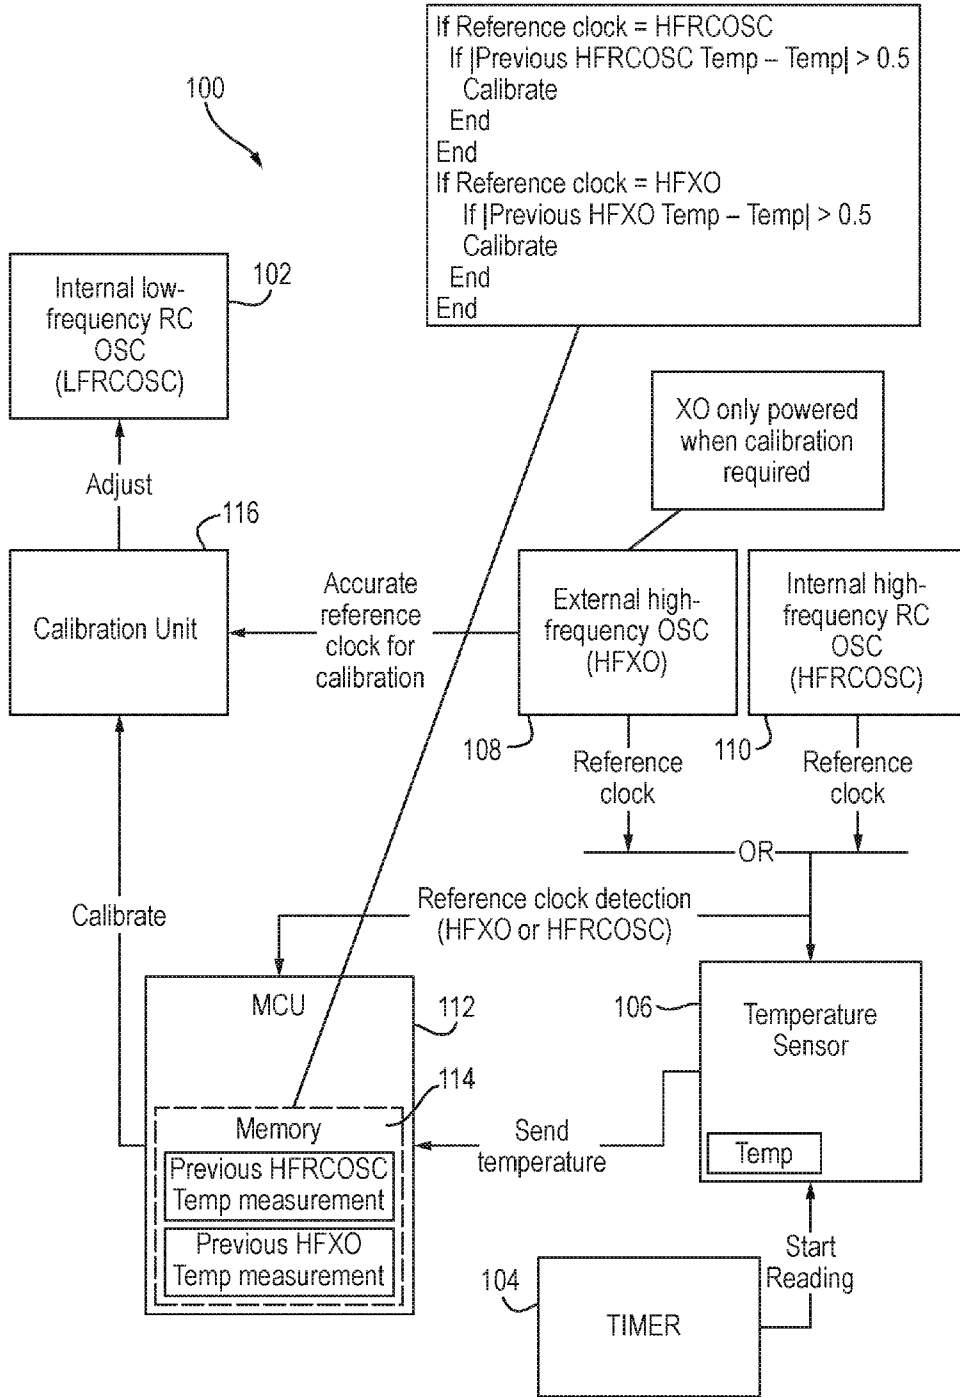 If Reference clock = HFRCOSC
If |Previous HFRCOSC Temp – Temp| > 0.5
Calibrate
End
End
If Reference clock = HFXO
If |Previous HFXO Temp – Temp| > 0.5
Calibrate
End
End
100
102
Internal low-
frequency RC
OSC
(LFRCOSC)
XO only powered
when calibration
required
Adjust
116
Calibration Unit
Accurate
reference
clock for
calibration
External high-
frequency OSC
(HFXO)
Internal high-
frequency RC
OSC
(HFRCOSC)
108
110
Reference
clock
Reference
clock
OR
Calibrate
Reference clock detection
(HFXO or HFRCOSC)
MCU
112
106
Temperature
Sensor
114
Memory
Previous HFRCOSC
Temp measurement
Previous HFXO
Temp measurement
Send
temperature
Temp
Start
Reading
104
TIMER